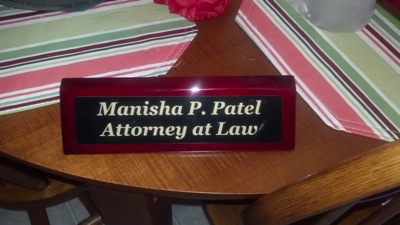 Manisha P. Patel
Attorney at Law